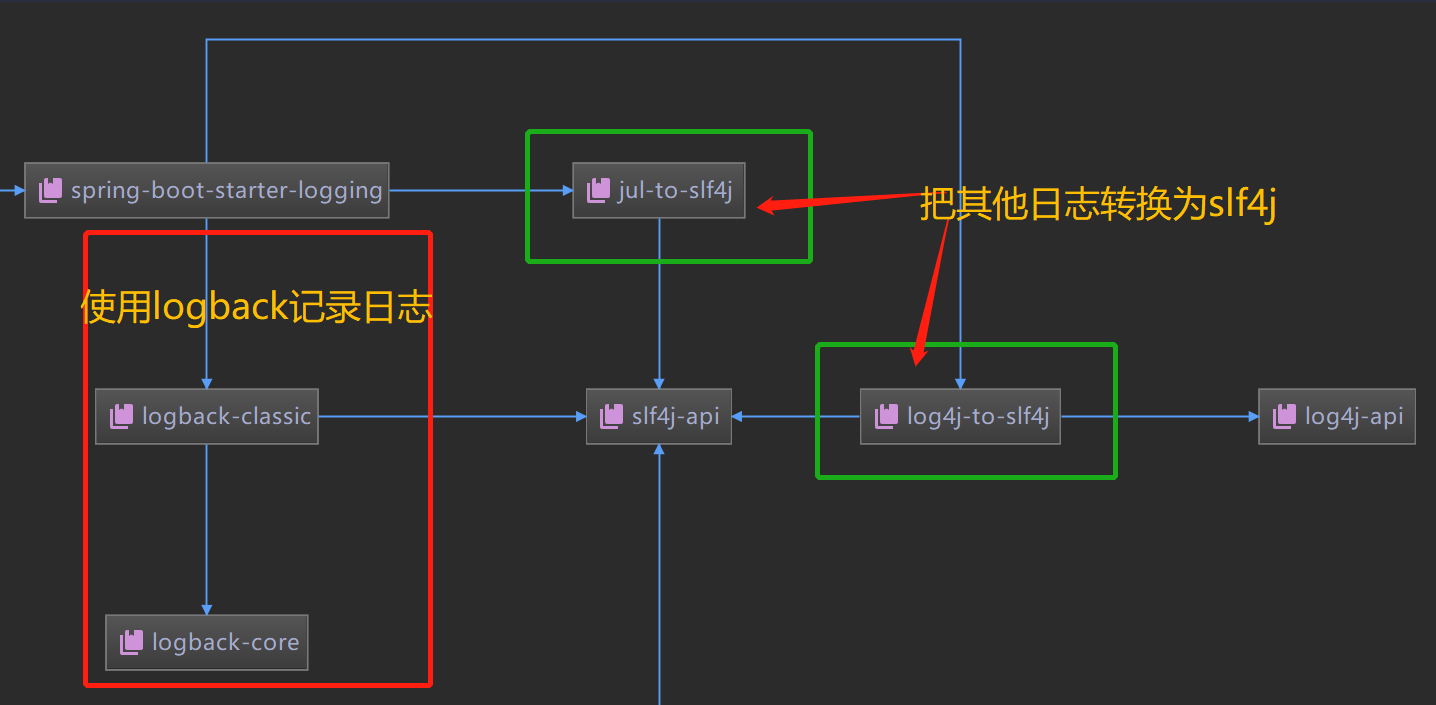 spring-boot-starter-logging
jul-to-slf4j
把其他日志转换为slf4j
使用logback记录日志
logback-classic
slf4j-api
log4j-to-slf4j
log4j-api
logback-core